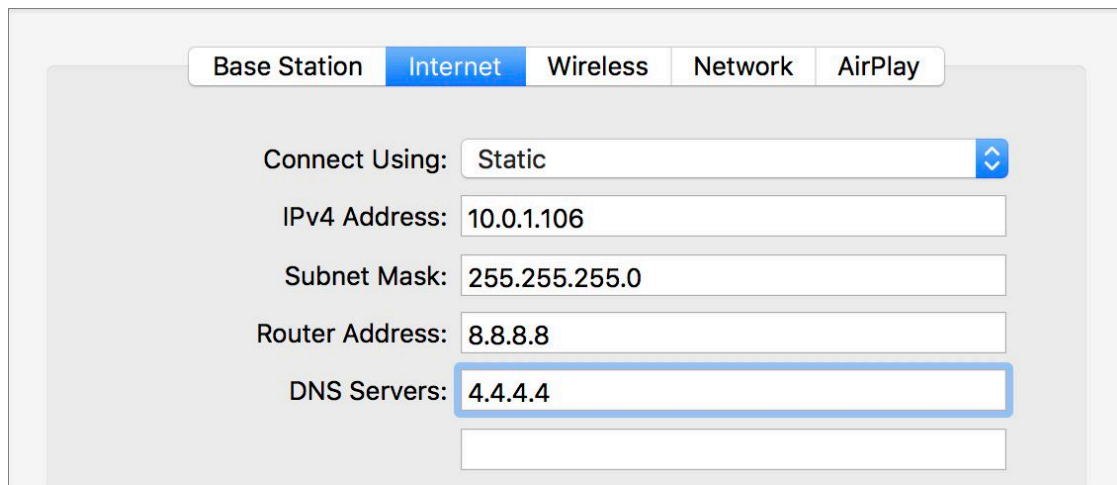 Base Station Internet Wireless Network AirPlay
Connect Using: Static
IPv4 Address: 10.0.1.106
Subnet Mask: 255.255.255.0
Router Address: 8.8.8.8
DNS Servers: 4.4.4.4